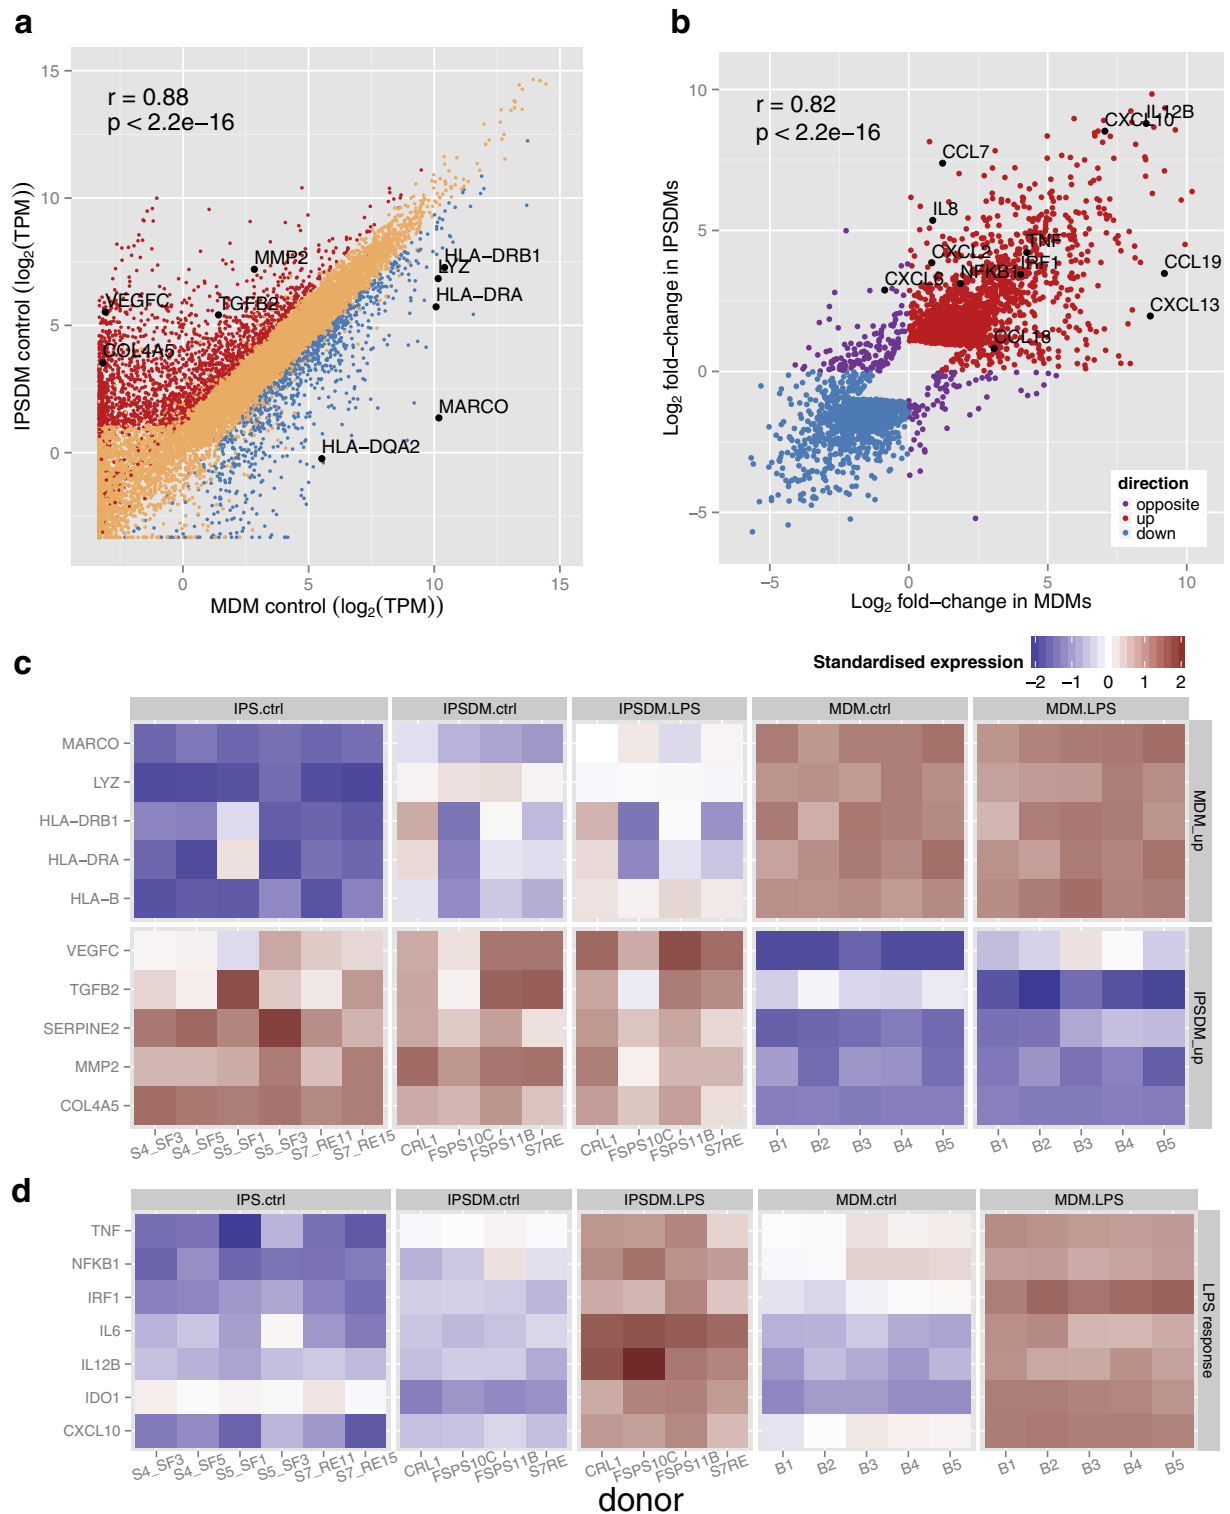 a
r = 0.88
p < 2.2e−16
15
10
5
0
0
5
10
15
IPSDM control (log2(TPM))
MDM control (log2(TPM))
MMP2
VEGFC
TGFB2
COL4A5
HLA−DRB1
LYZ
HLA−DRA
MARCO
HLA−DQA2
b
r = 0.82
p < 2.2e−16
10
5
0
−5
−5
0
5
10
Log2 fold−change in IPSDMs
Log2 fold−change in MDMs
IL12B
CXCL10
CCL7
IL8
CXCL2
TNF
IRF1
NFKB1
CXCL6
CCL19
CXCL13
CCL18
direction
opposite
up
down
c
Standardised expression
−2 −1 0 1 2
IPS.ctrl IPSDM.ctrl IPSDM.LPS MDM.ctrl MDM.LPS
MARCO
LYZ
HLA−DRB1
HLA−DRA
HLA−B
MDM_up
VEGFC
TGFB2
SERPINE2
MMP2
COL4A5
IPSDM_up
S4_SF3 S4_SF5 S5_SF1 S5_SF3 S7_RE11 S7_RE15 CRL1 FSPS10C FSPS11B S7RE CRL1 FSPS10C FSPS11B S7RE B1 B2 B3 B4 B5 B1 B2 B3 B4 B5
d
IPS.ctrl IPSDM.ctrl IPSDM.LPS MDM.ctrl MDM.LPS
TNF
NFKB1
IRF1
IL6
IL12B
IDO1
CXCL10
LPS response
S4_SF3 S4_SF5 S5_SF1 S5_SF3 S7_RE11 S7_RE15 CRL1 FSPS10C FSPS11B S7RE CRL1 FSPS10C FSPS11B S7RE B1 B2 B3 B4 B5 B1 B2 B3 B4 B5
donor